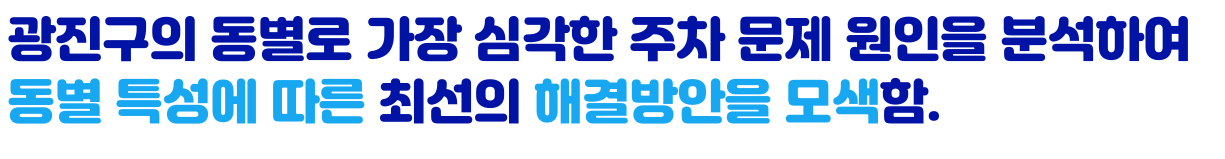 광진구의 동별로 가장 심각한 주차 문제 원인을 분석하여
동별 특성에 따른 최선의 해결방안을 모색함.